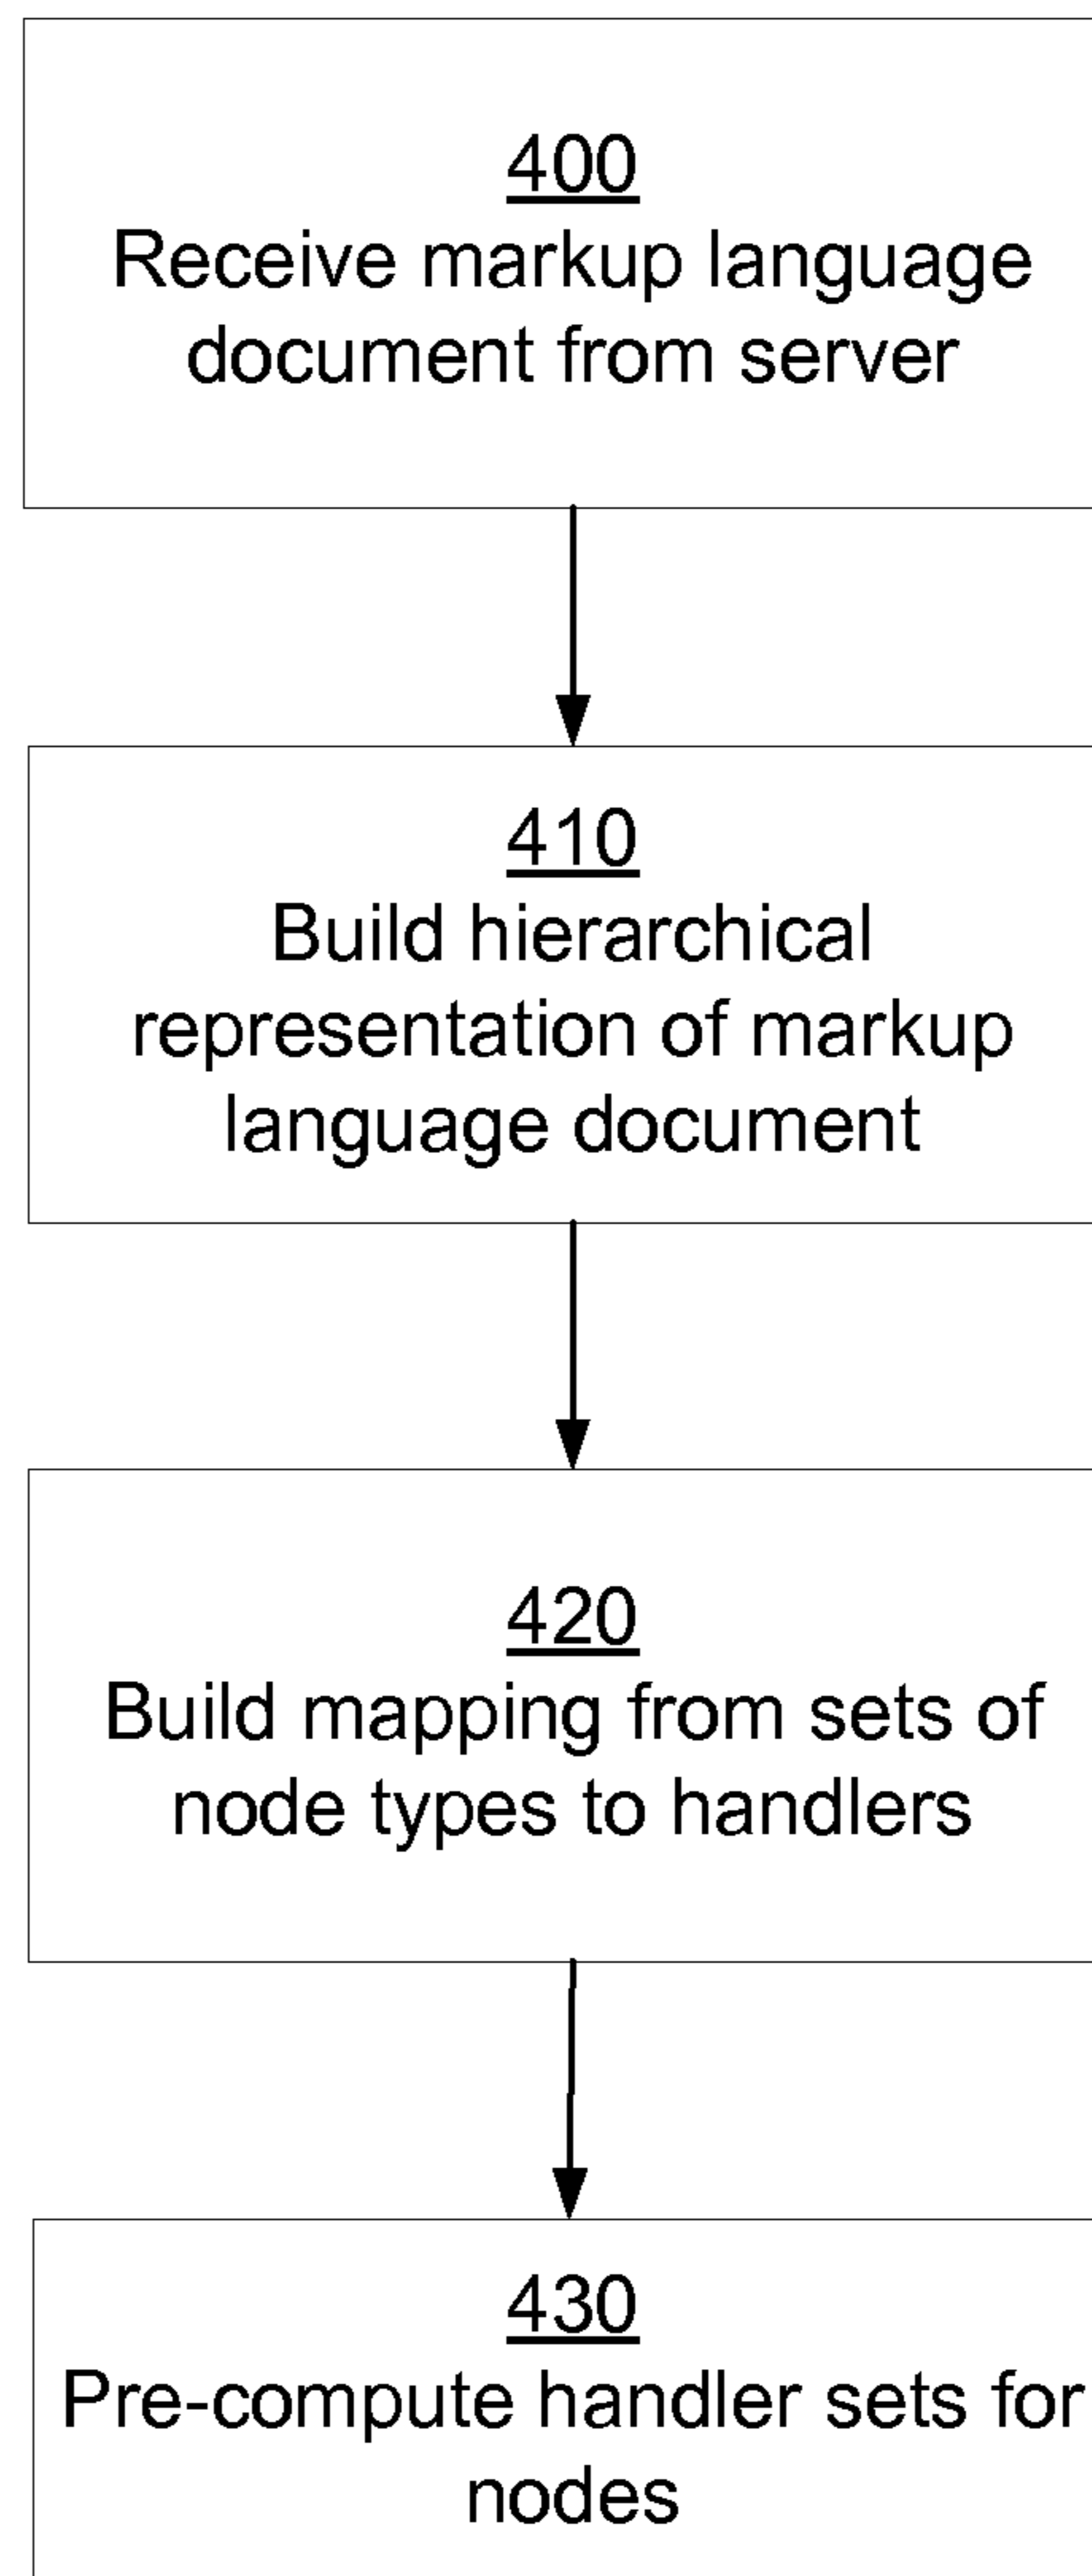 400
Receive markup language
document from server
410
Build hierarchical
representation of markup
language document
420
Build mapping from sets of
node types to handlers
430
Pre-compute handler sets for
nodes